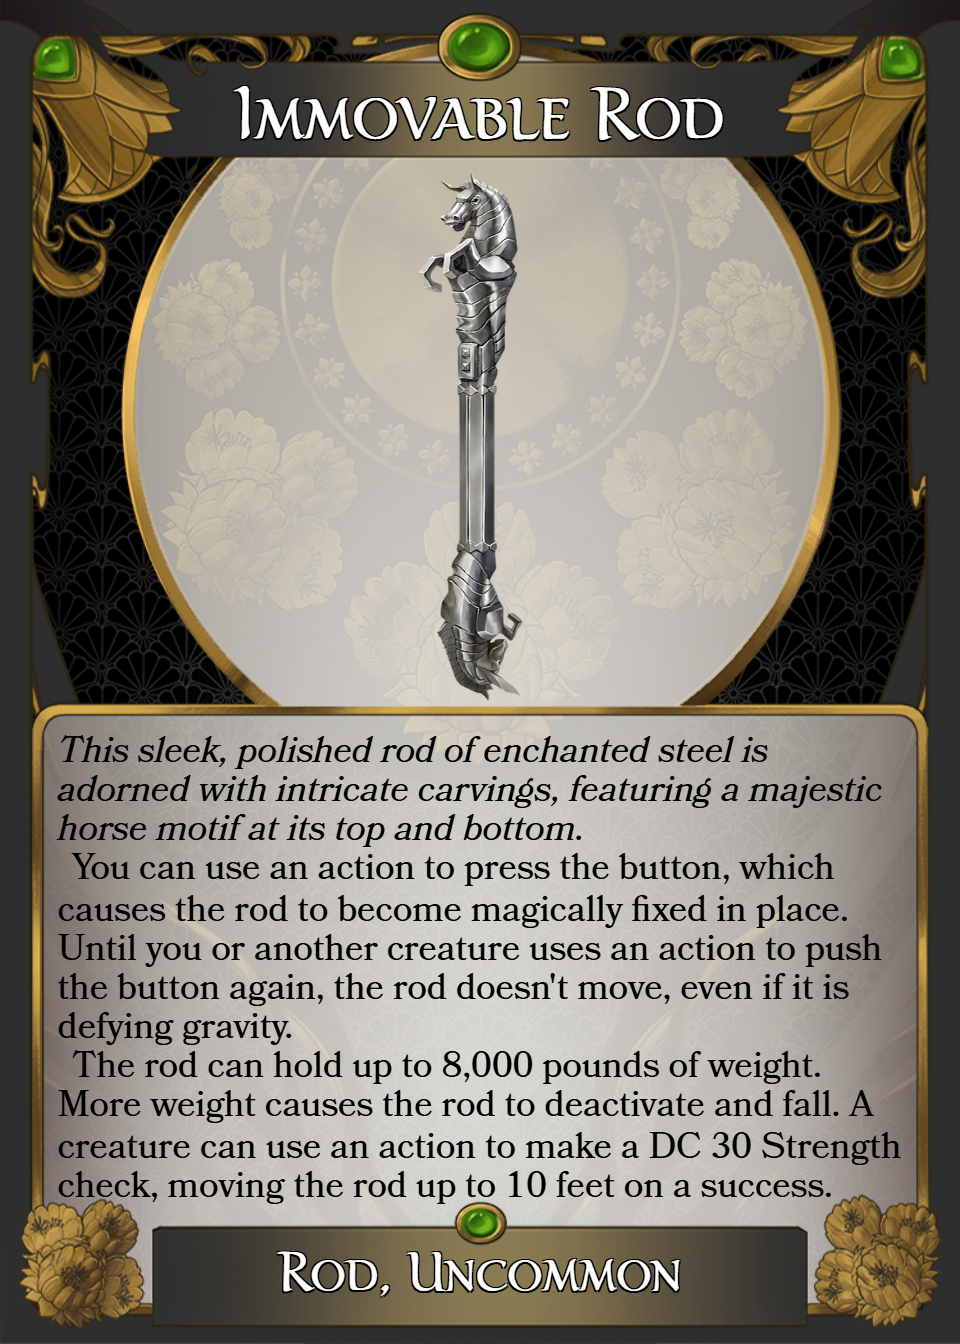 Immovable Rod
This sleek, polished rod of enchanted steel is
adorned with intricate carvings, featuring a majestic
horse motif at its top and bottom.
You can use an action to press the button, which
causes the rod to become magically fixed in place.
Until you or another creature uses an action to push
the button again, the rod doesn't move, even if it is
defying gravity.
The rod can hold up to 8,000 pounds of weight.
More weight causes the rod to deactivate and fall. A
creature can use an action to make a DC 30 Strength
check, moving the rod up to 10 feet on a success.
Rod, Uncommon